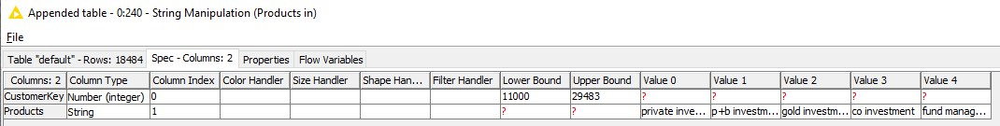 Appended table - 0:240 - String Manipulation (Products in)
File
Table "default" - Rows: 18484 Spec - Columns: 2 Properties Flow Variables
Columns: 2 Column Type Column Index Color Handler Size Handler Shape Han... Filter Handler Lower Bound Upper Bound Value 0 Value 1 Value 2 Value 3 Value 4
CustomerKey Number (integer) 0 11000 29483 ? ? ? ? ?
Products String 1 ? ? private inve... p+b investm... gold investm... co investment fund manag...